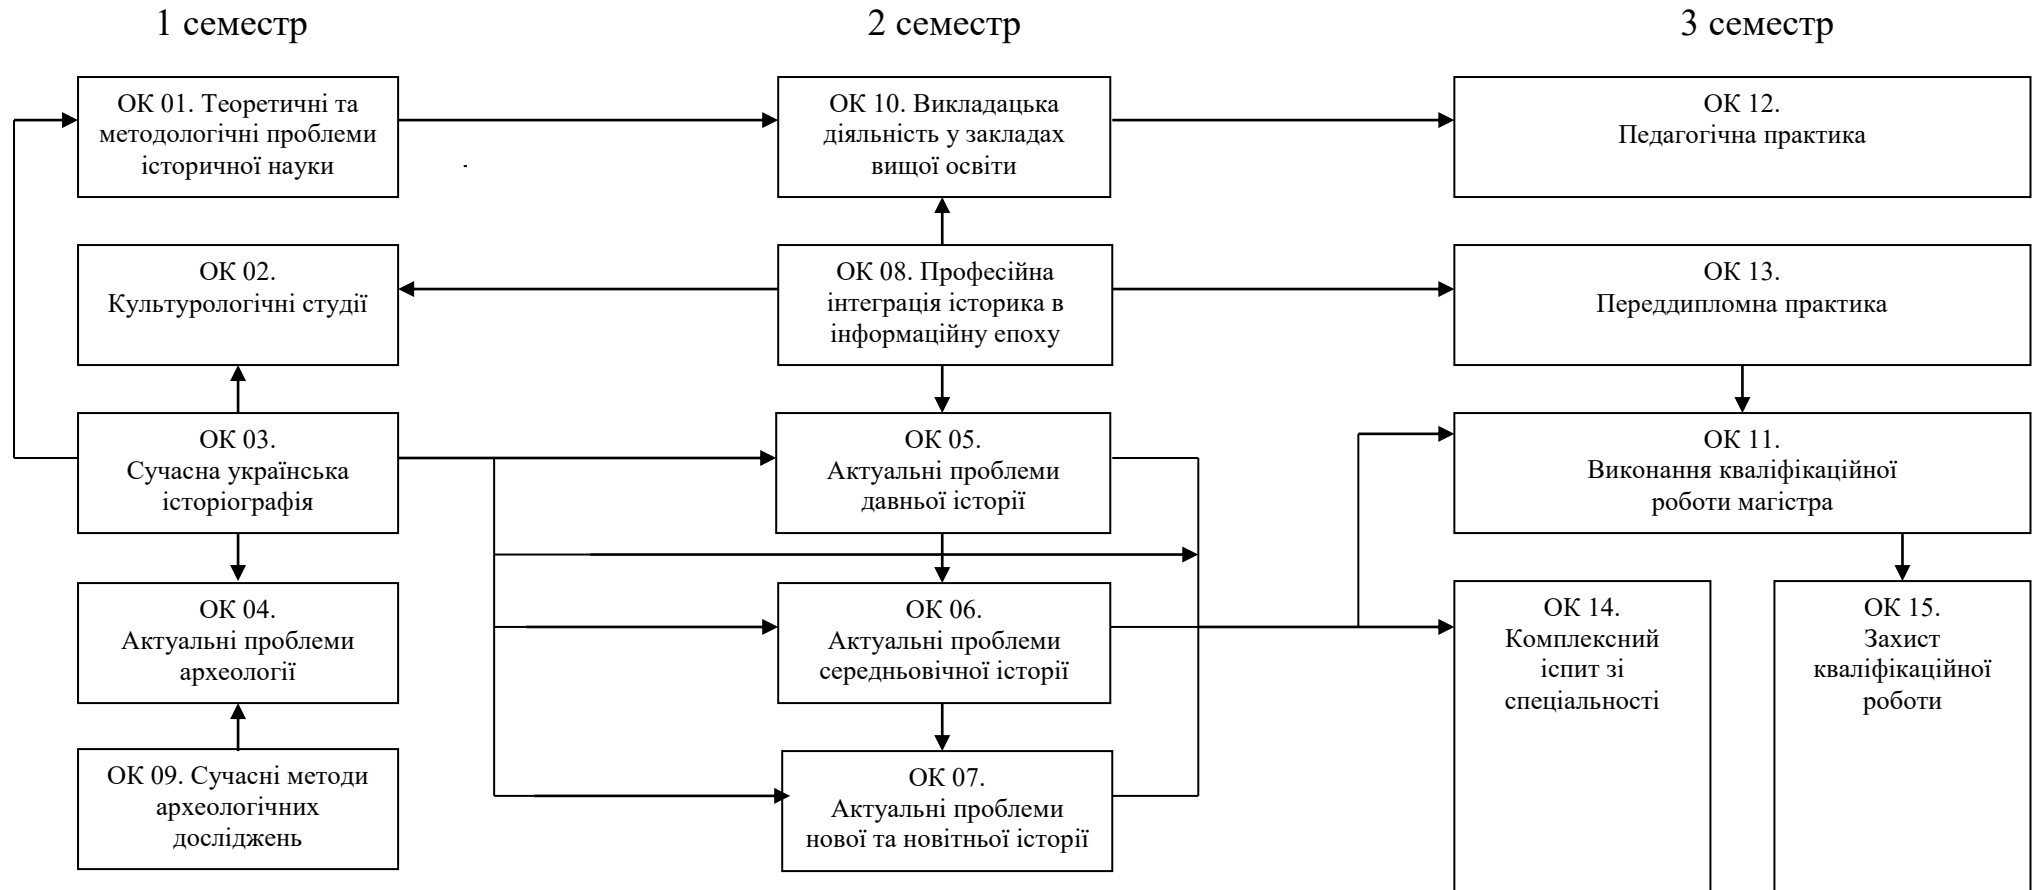 1 семестр
2 семестр
3 семестр
ОК 01. Теоретичні та
методологічні проблеми
історичної науки
ОК 10. Викладацька
діяльність у закладах
вищої освіти
ОК 12.
Педагогічна практика
ОК 02.
Культурологічні студії
ОК 08. Професійна
інтеграція історика в
інформаційну епоху
ОК 13.
Переддипломна практика
ОК 03.
Сучасна українська
історіографія
ОК 05.
Актуальні проблеми
давньої історії
ОК 11.
Виконання кваліфікаційної
роботи магістра
ОК 04.
Актуальні проблеми
археології
ОК 06.
Актуальні проблеми
середньовічної історії
ОК 14.
Комплексний
іспит зі
спеціальності
ОК 15.
Захист
кваліфікаційної
роботи
ОК 09. Сучасні методи
археологічних
досліджень
ОК 07.
Актуальні проблеми
нової та новітньої історії